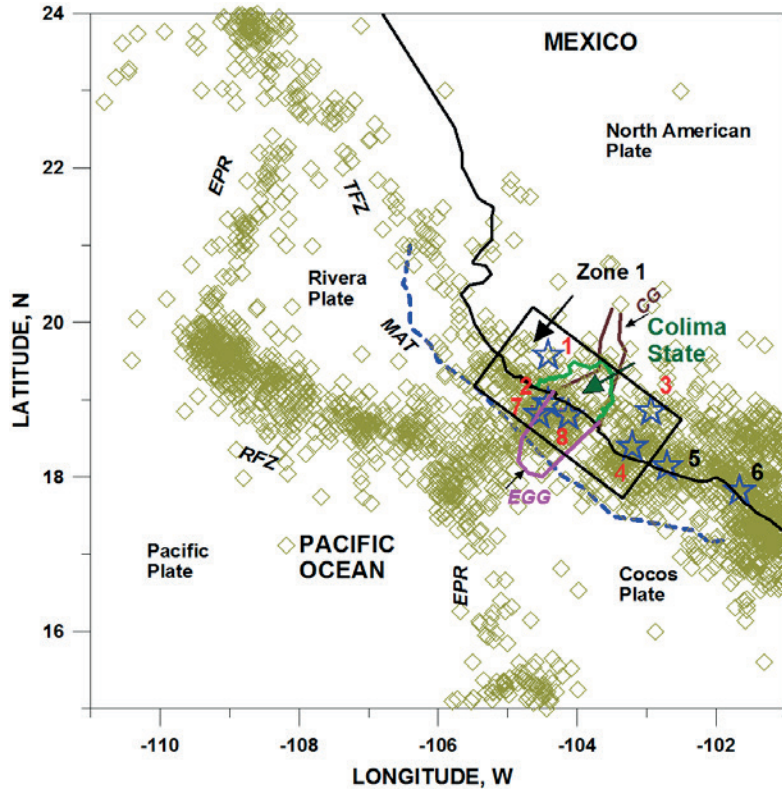 24
MEXICO
North American
Plate
22
EPR
TFZ
Rivera
Plate
Zone 1
CG
20
MAT
Colima
State
LATITUDE, N
1
2
3
7
8
4
5
6
18
RFZ
EGG
Pacific
Plate
PACIFIC
OCEAN
EPR
Cocos
Plate
16
-110
-108
-106
-104
-102
LONGITUDE, W